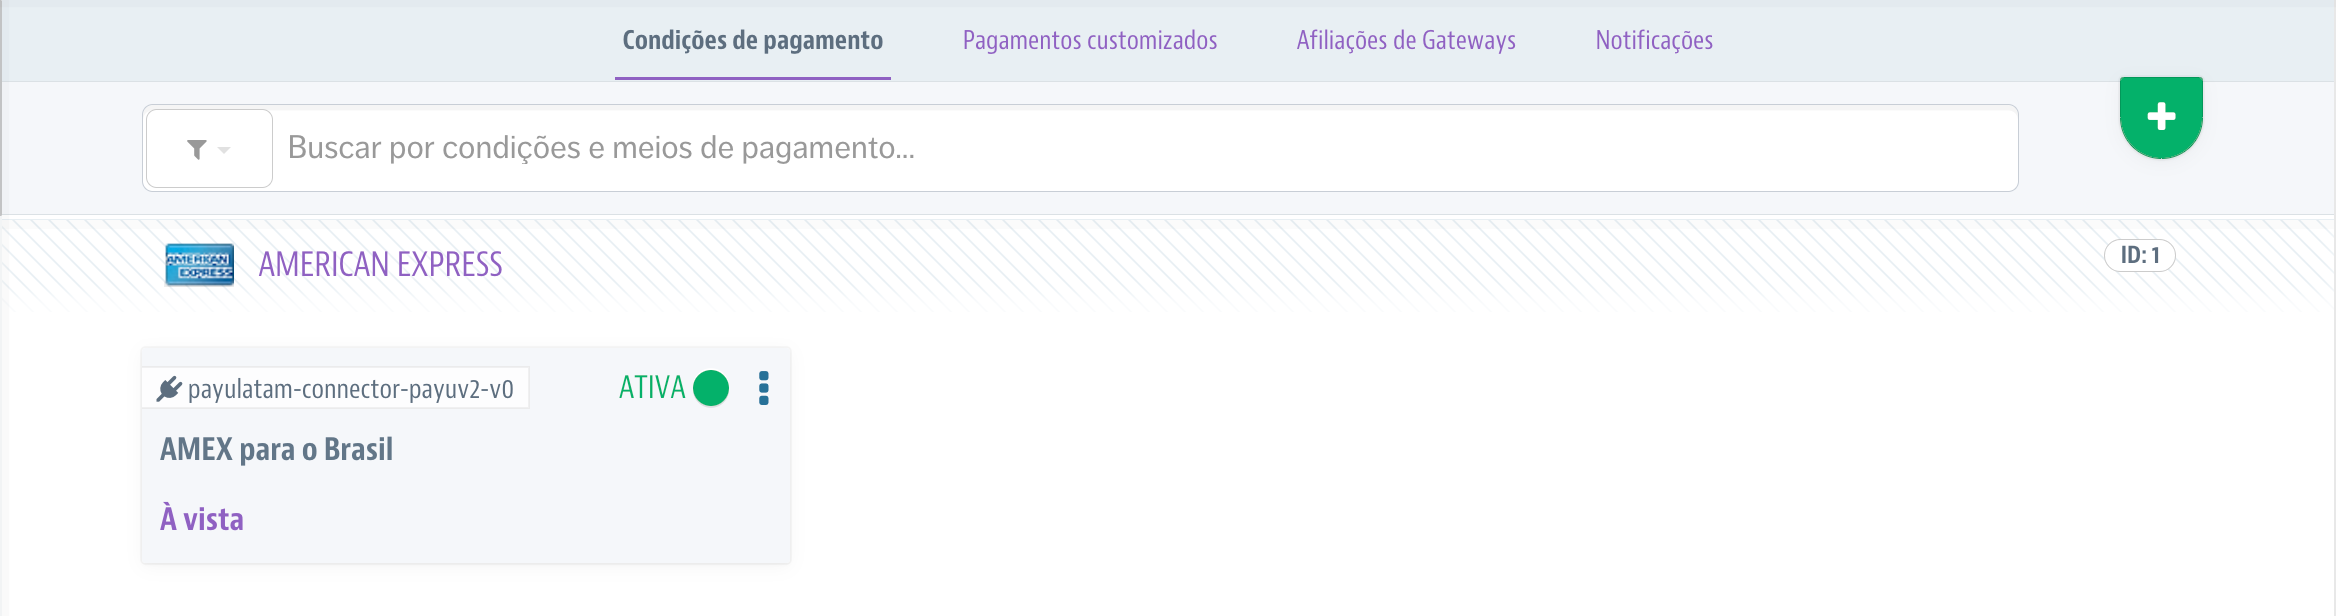 Condições de pagamento
Pagamentos customizados
Afiliações de Gateways
Notificações
Buscar por condições e meios de pagamento...
AMERICAN
EXPRESS
AMERICAN EXPRESS
ID: 1
payulatam-connector-payuv2-v0
ATIVA
AMEX para o Brasil
À vista